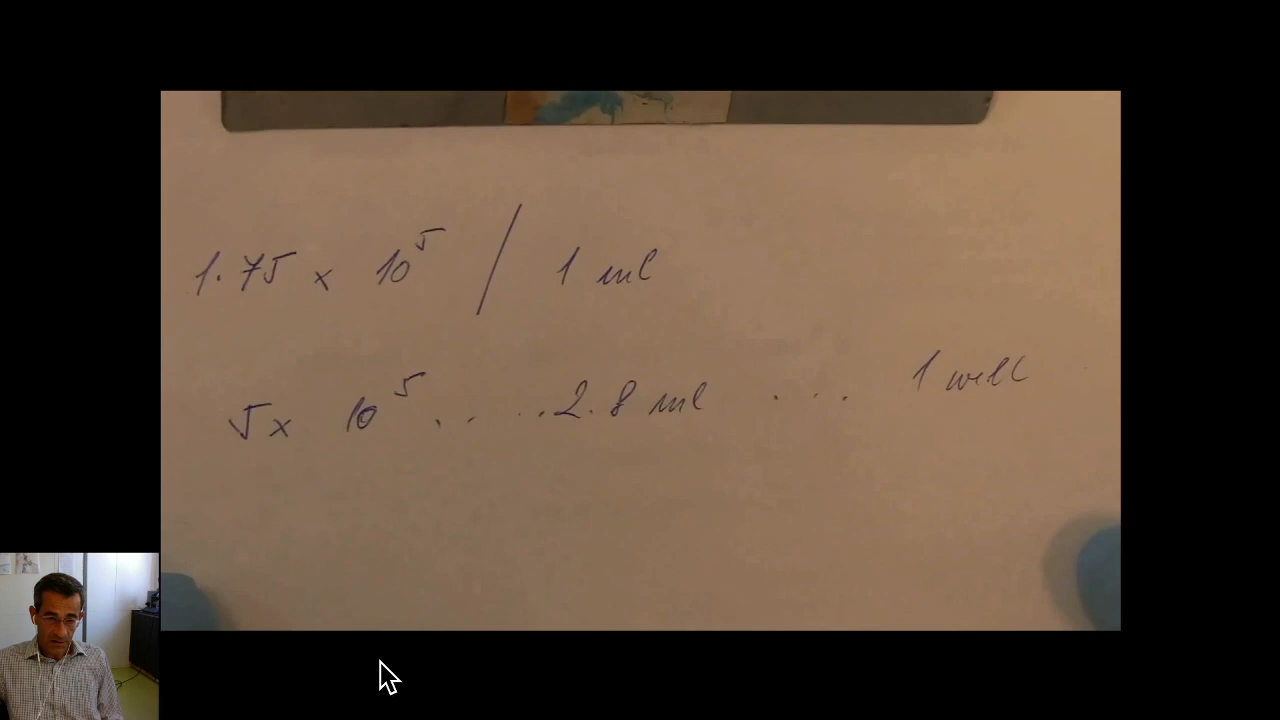 1.75 x 10⁵ / 1 ml
5 x 10⁵ . . . . 2.8 ml . . . 1 well